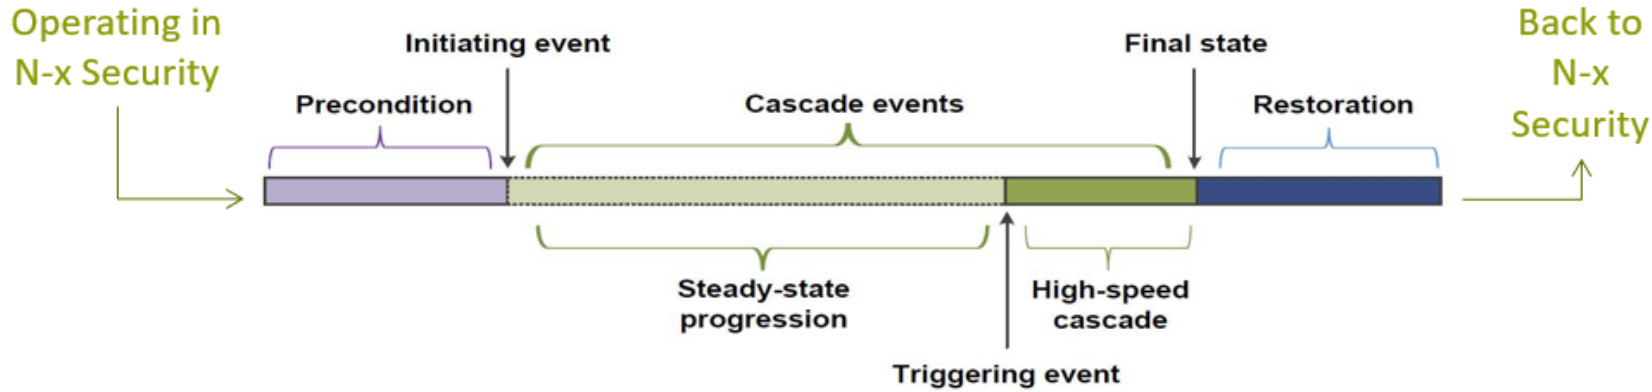 Operating in
N-x Security
Initiating event
Final state
Back to
N-x
Security
Precondition
Cascade events
Restoration
Steady-state
progression
High-speed
cascade
Triggering event